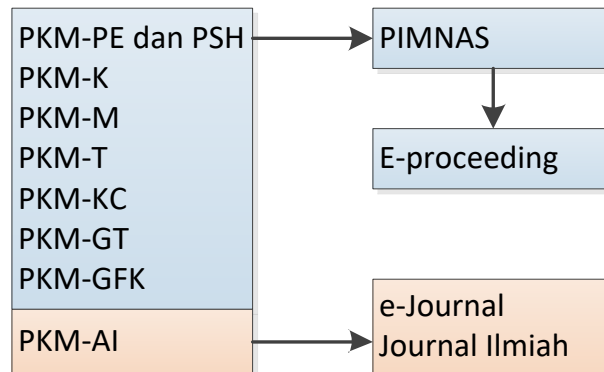 PKM-PE dan PSH
PKM-K
PKM-M
PKM-T
PKM-KC
PKM-GT
PKM-GFK
PKM-AI
PIMNAS
E-proceeding
e-Journal
Journal Ilmiah